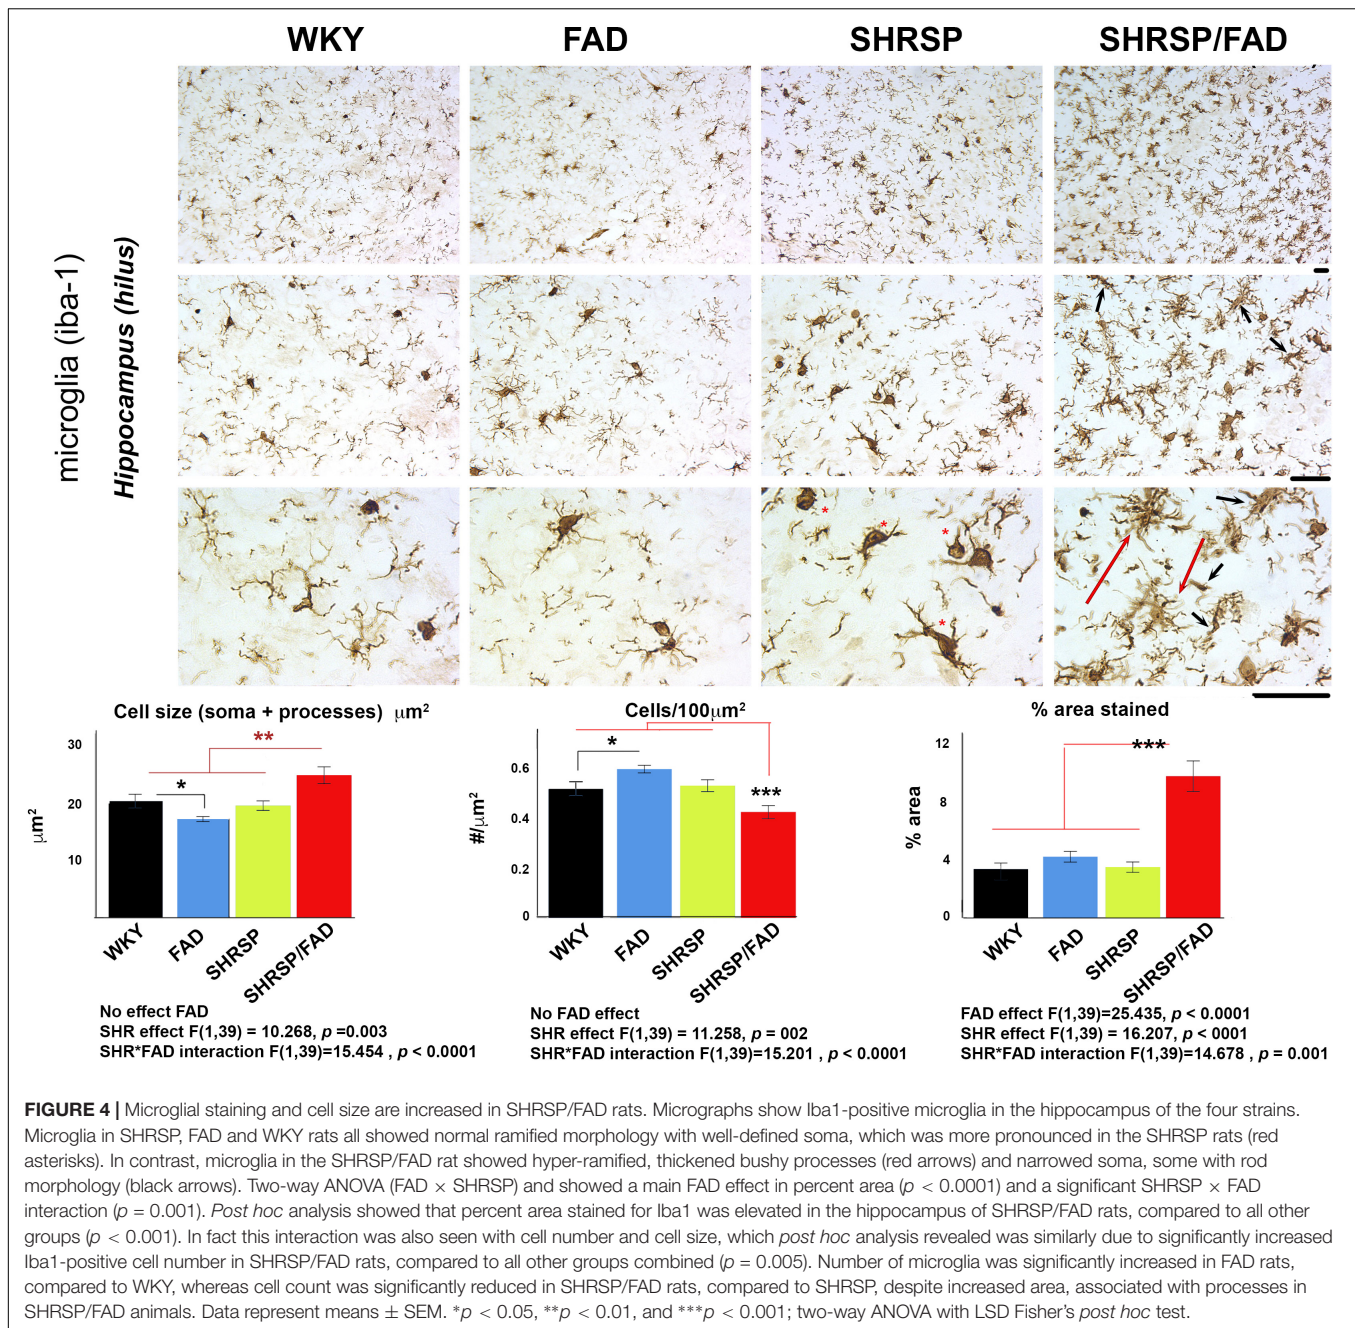 WKY FAD SHRSP SHRSP/FAD
microglia (iba-1)
Hippocampus (hilus)
* * * *
Cell size (soma + processes) μm²
30
20
10
μm²
**
*
WKY FAD SHRSP SHRSP/FAD
No effect FAD
SHR effect F(1,39) = 10.268, p =0.003
SHR*FAD interaction F(1,39)=15.454 , p < 0.0001
Cells/100μm²
0.6
0.4
0.2
0
#/μm²
*
***
WKY FAD SHRSP SHRSP/FAD
No FAD effect
SHR effect F(1,39) = 11.258, p = 002
SHR*FAD interaction F(1,39)=15.201 , p < 0.0001
% area stained
12
8
4
0
% area
***
WKY FAD SHRSP SHRSP/FAD
FAD effect F(1,39)=25.435, p < 0.0001
SHR effect F(1,39) = 16.207, p < 0001
SHR*FAD interaction F(1,39)=14.678 , p = 0.001
FIGURE 4 | Microglial staining and cell size are increased in SHRSP/FAD rats. Micrographs show Iba1-positive microglia in the hippocampus of the four strains.
Microglia in SHRSP, FAD and WKY rats all showed normal ramified morphology with well-defined soma, which was more pronounced in the SHRSP rats (red
asterisks). In contrast, microglia in the SHRSP/FAD rat showed hyper-ramified, thickened bushy processes (red arrows) and narrowed soma, some with rod
morphology (black arrows). Two-way ANOVA (FAD × SHRSP) and showed a main FAD effect in percent area (p < 0.0001) and a significant SHRSP × FAD
interaction (p = 0.001). Post hoc analysis showed that percent area stained for Iba1 was elevated in the hippocampus of SHRSP/FAD rats, compared to all other
groups (p < 0.001). In fact this interaction was also seen with cell number and cell size, which post hoc analysis revealed was similarly due to significantly increased
Iba1-positive cell number in SHRSP/FAD rats, compared to all other groups combined (p = 0.005). Number of microglia was significantly increased in FAD rats,
compared to WKY, whereas cell count was significantly reduced in SHRSP/FAD rats, compared to SHRSP, despite increased area, associated with processes in
SHRSP/FAD animals. Data represent means ± SEM. *p < 0.05, **p < 0.01, and ***p < 0.001; two-way ANOVA with LSD Fisher's post hoc test.